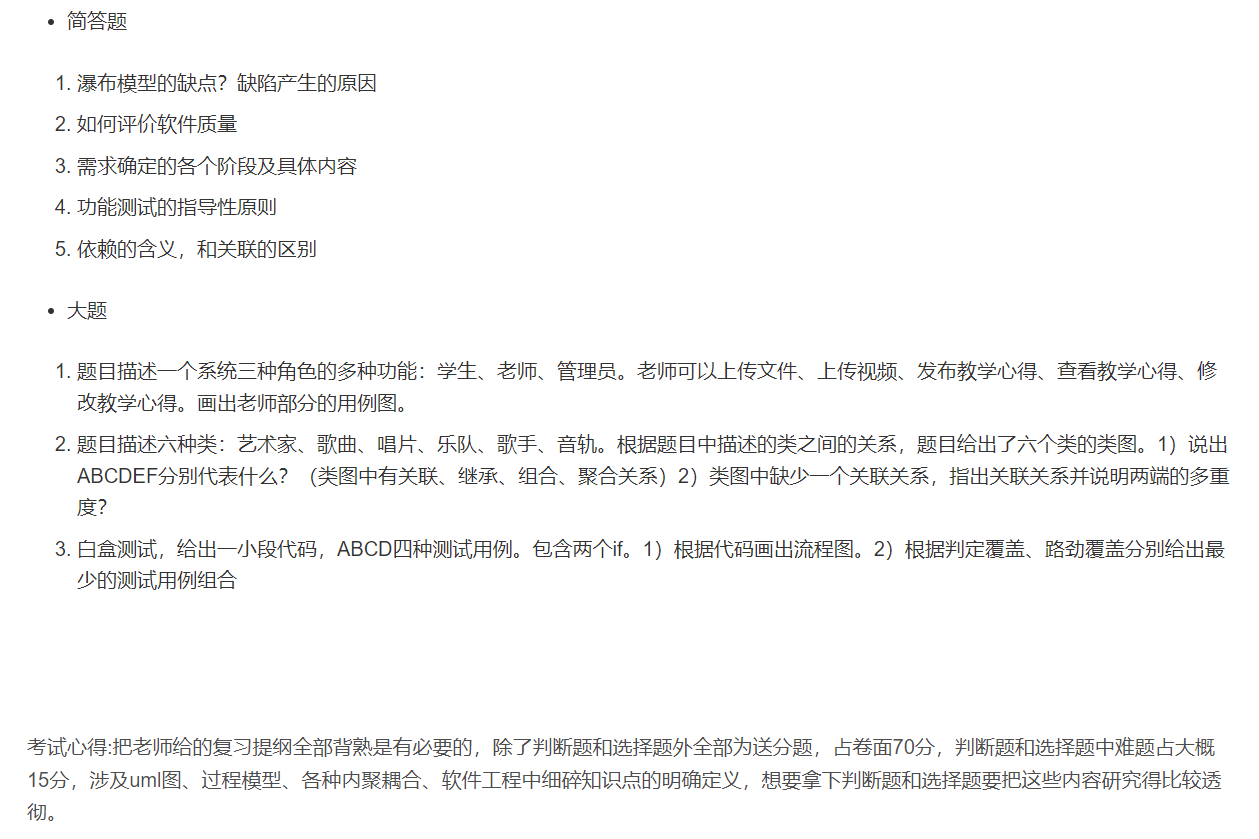 • 简答题
1. 瀑布模型的缺点？缺陷产生的原因
2. 如何评价软件质量
3. 需求确定的各个阶段及具体内容
4. 功能测试的指导性原则
5. 依赖的含义，和关联的区别
• 大题
1. 题目描述一个系统三种角色的多种功能：学生、老师、管理员。老师可以上传文件、上传视频、发布教学心得、查看教学心得、修
改教学心得。画出老师部分的用例图。
2. 题目描述六种类：艺术家、歌曲、唱片、乐队、歌手、音轨。根据题目中描述的类之间的关系，题目给出了六个类的类图。1）说出
ABCDEF分别代表什么？（类图中有关联、继承、组合、聚合关系）2）类图中缺少一个关联关系，指出关联关系并说明两端的多重
度？
3. 白盒测试，给出一小段代码，ABCD四种测试用例。包含两个if。1）根据代码画出流程图。2）根据判定覆盖、路劲覆盖分别给出最
少的测试用例组合
考试心得:把老师给的复习提纲全部背熟是有必要的，除了判断题和选择题外全部为送分题，占卷面70分，判断题和选择题中难题占大概
15分，涉及uml图、过程模型、各种内聚耦合、软件工程中细碎知识点的明确定义，想要拿下判断题和选择题要把这些内容研究得比较透
彻。